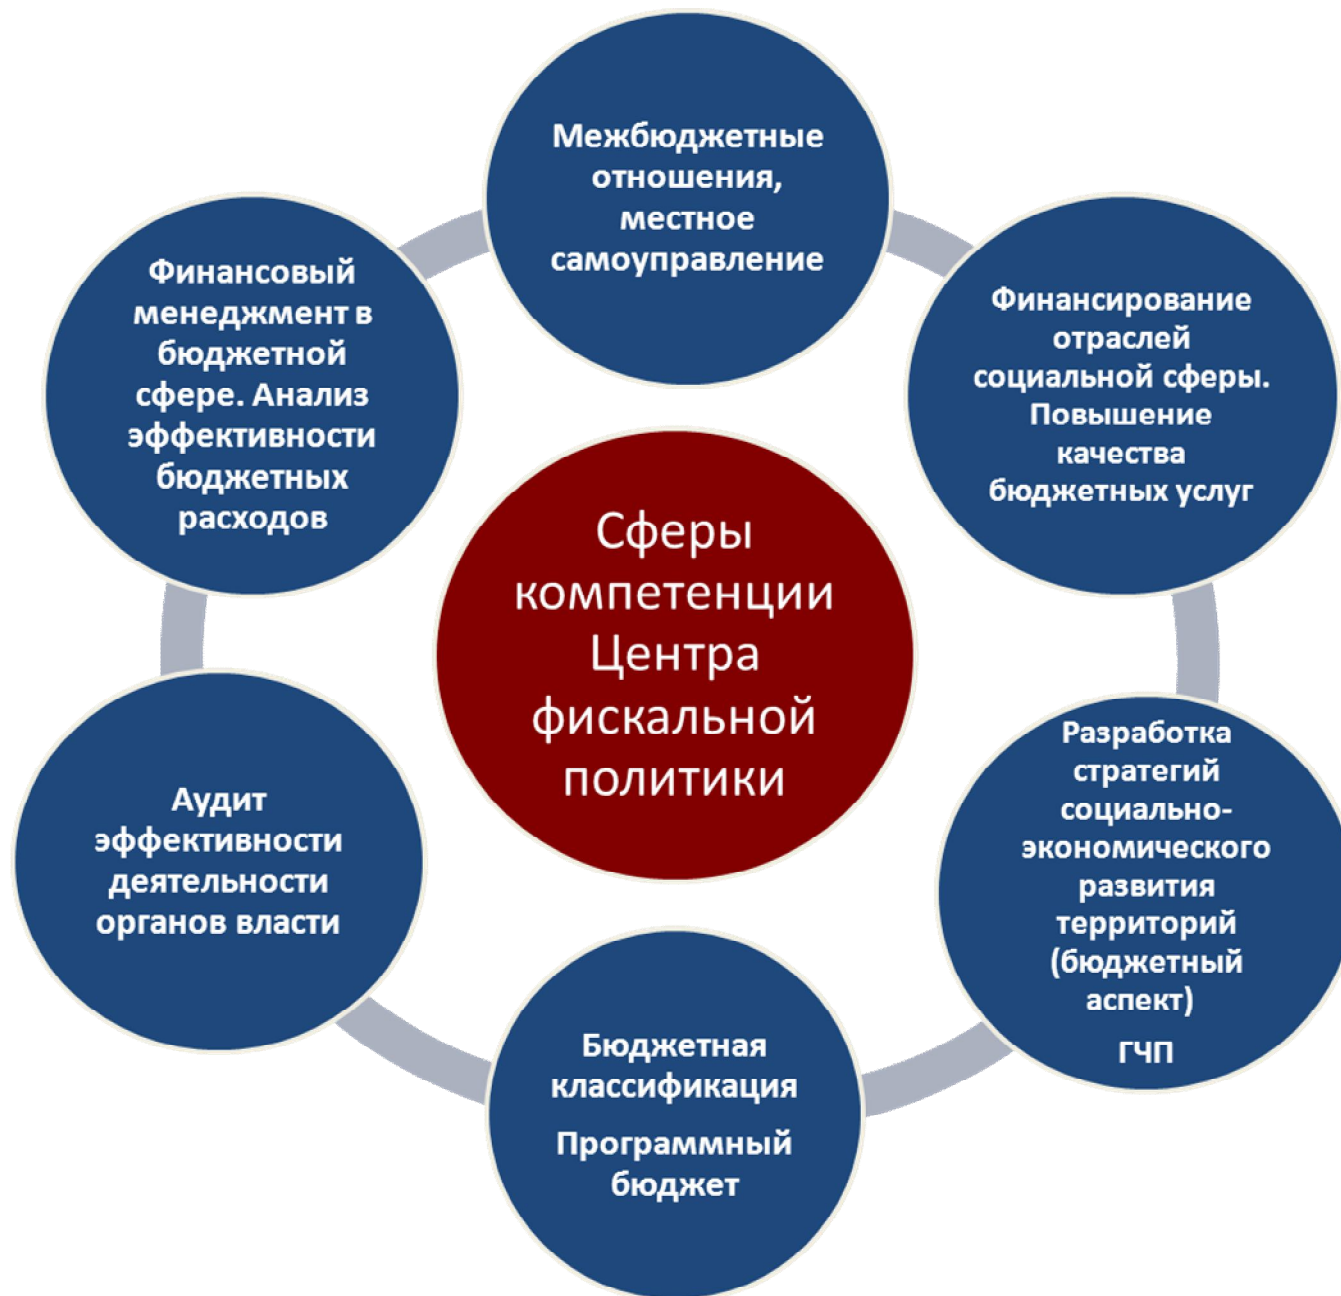 Межбюджетные
отношения,
местное
самоуправление
Финансирование
отраслей
социальной сферы.
Повышение
качества
бюджетных услуг
Разработка
стратегий
социально-
экономического
развития
территорий
(бюджетный
аспект)
ГЧП
Бюджетная
классификация
Программный
бюджет
Аудит
эффективности
деятельности
органов власти
Финансовый
менеджмент в
бюджетной
сфере. Анализ
эффективности
бюджетных
расходов
Сферы
компетенции
Центра
фискальной
политики